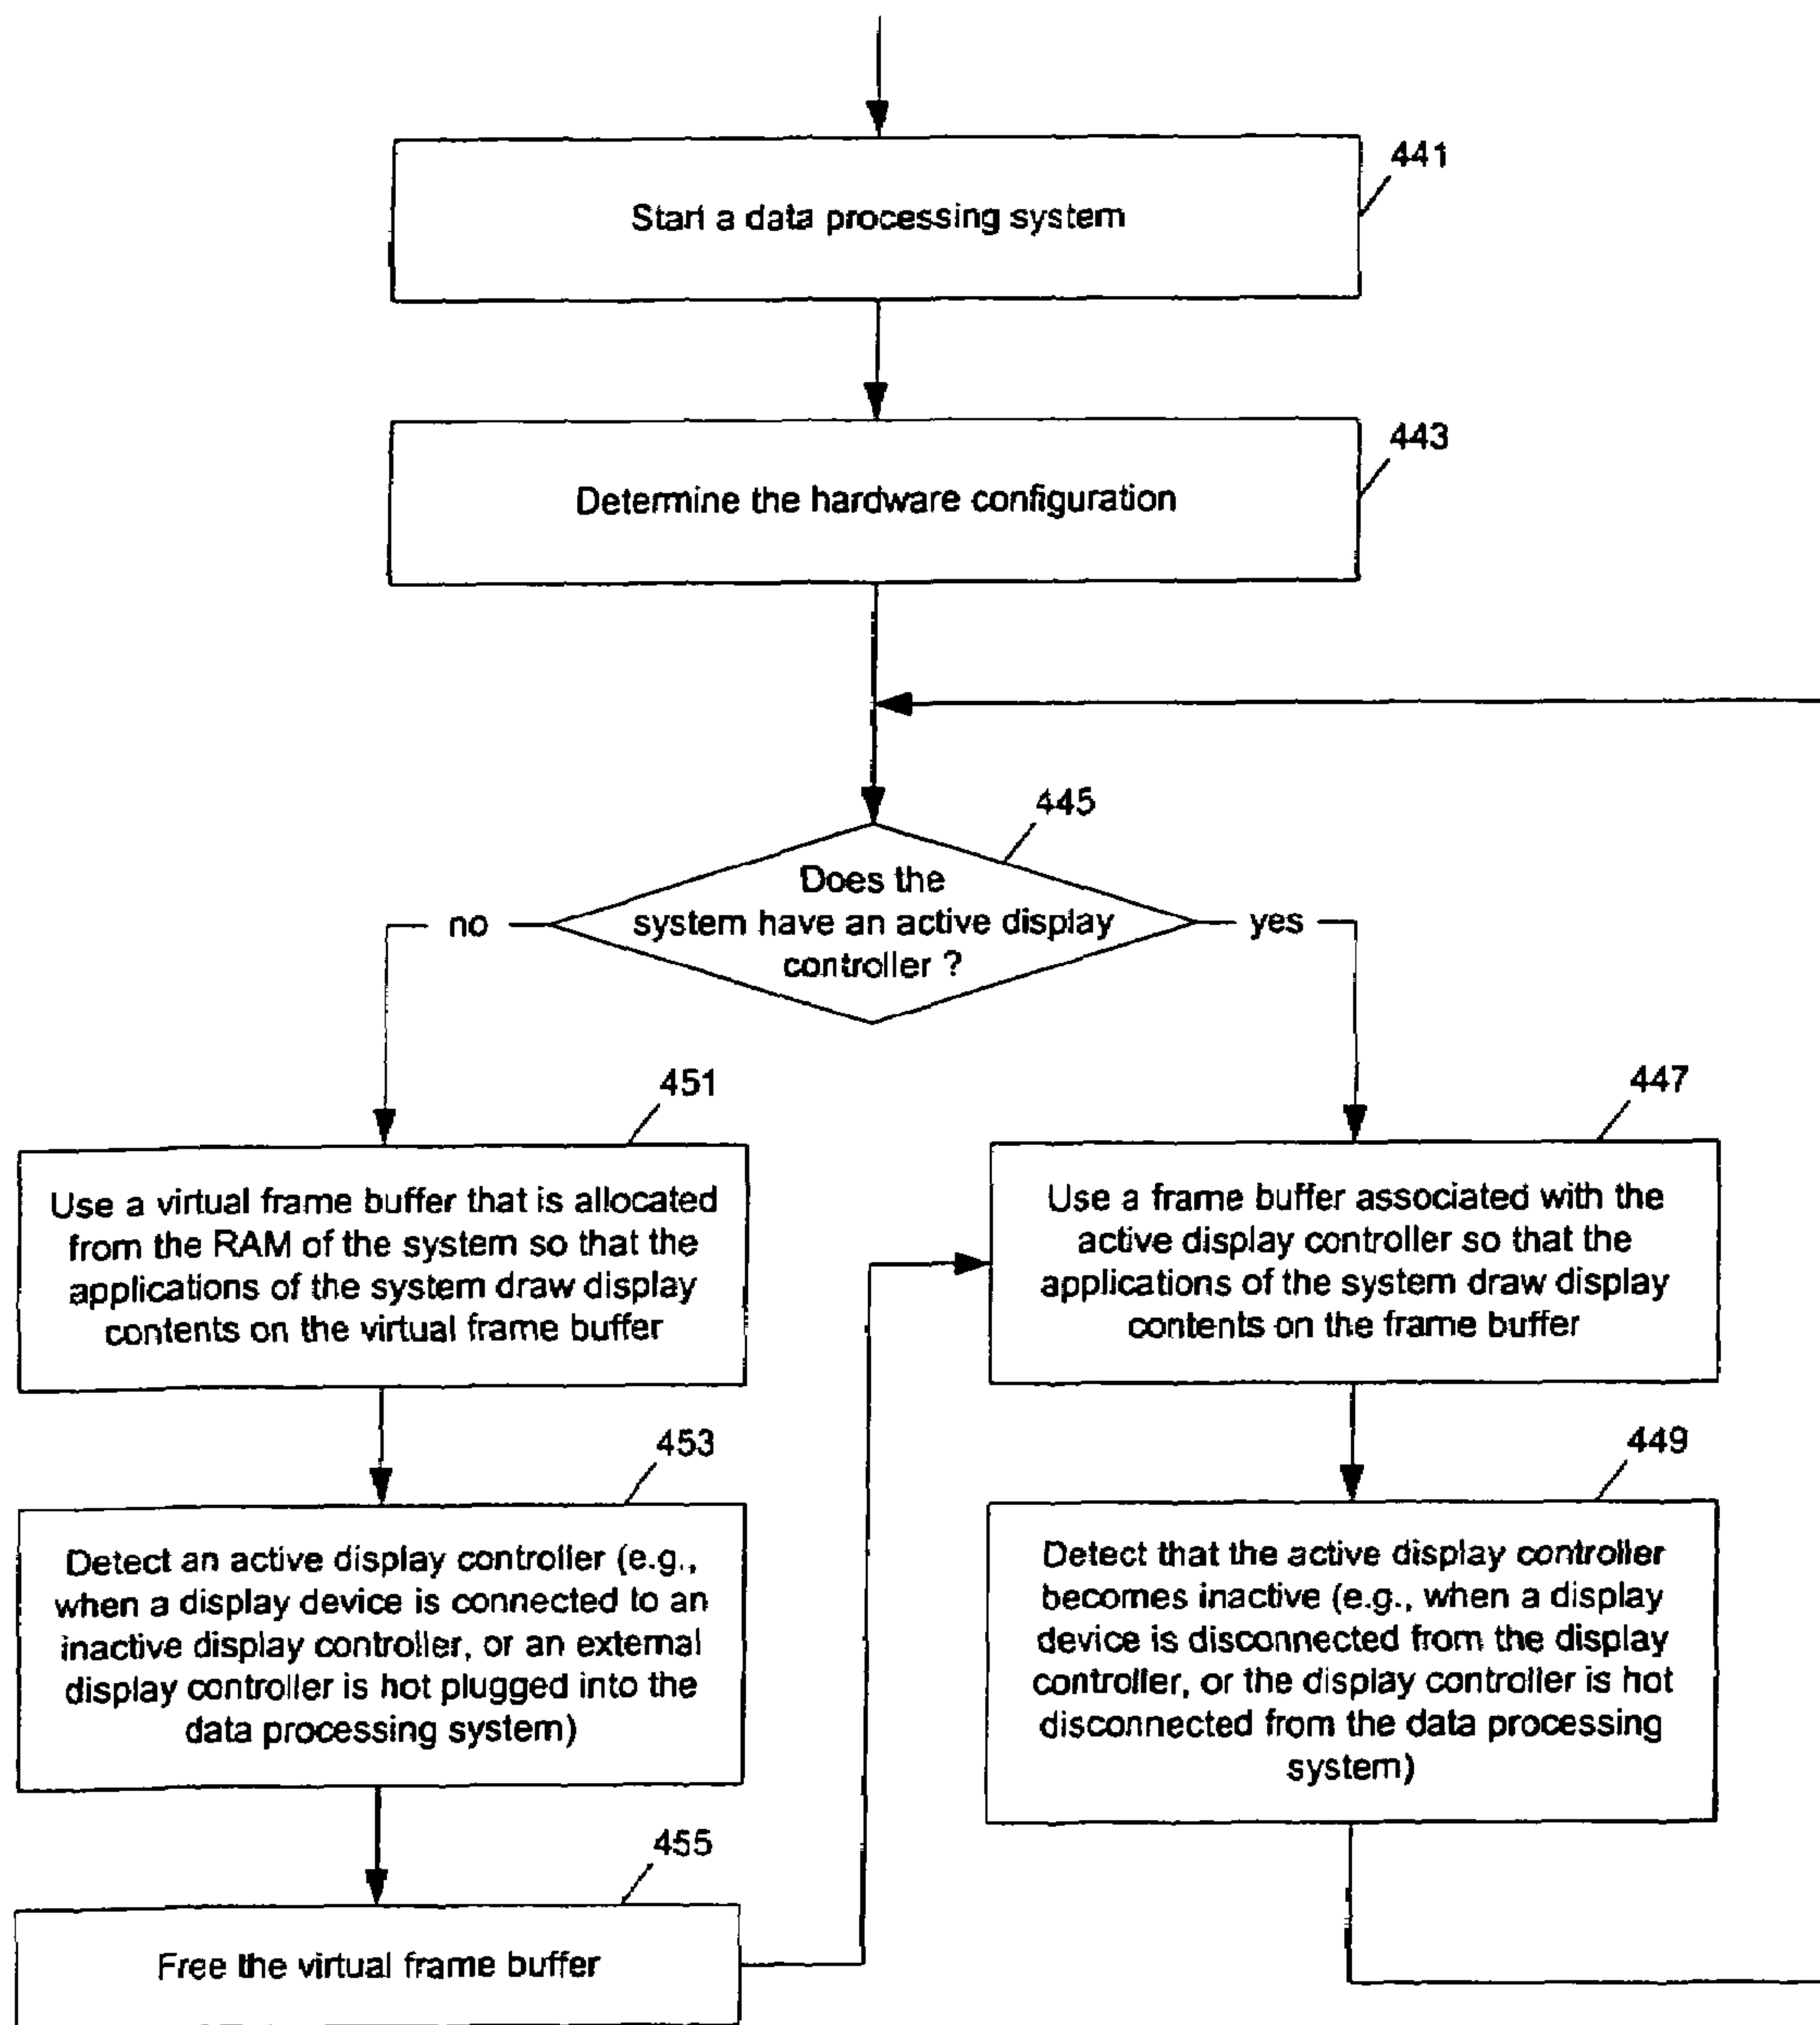 441
Start a data processing system
443
Determine the hardware configuration
445
Does the
system have an active display
controller ?
no
yes
451
Use a virtual frame buffer that is allocated
from the RAM of the system so that the
applications of the system draw display
contents on the virtual frame buffer
447
Use a frame buffer associated with the
active display controller so that the
applications of the system draw display
contents on the frame buffer
453
Detect an active display controller (e.g.,
when a display device is connected to an
inactive display controller, or an external
display controller is hot plugged into the
data processing system)
449
Detect that the active display controller
becomes inactive (e.g., when a display
device is disconnected from the display
controller, or the display controller is hot
disconnected from the data processing
system)
455
Free the virtual frame buffer